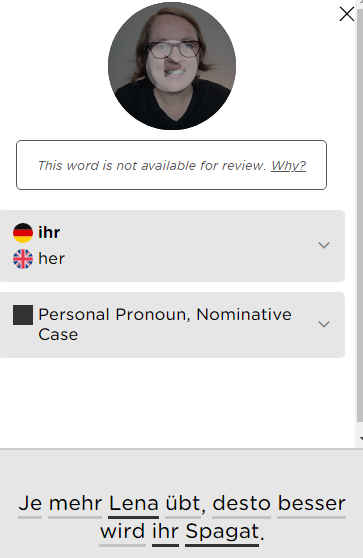 This word is not available for review. Why?
ihr
her
Personal Pronoun, Nominative
Case
Je mehr Lena übt, desto besser
wird ihr Spagat.